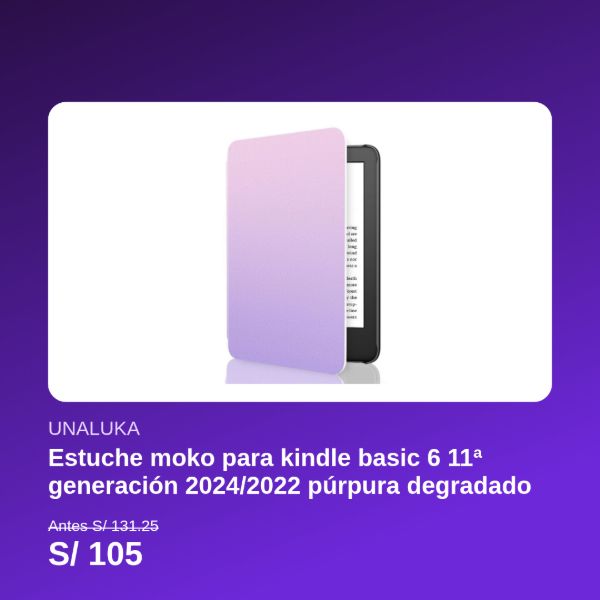 UNALUKA
Estuche moko para kindle basic 6 11ª
generación 2024/2022 púrpura degradado
Antes S/ 131.25
S/ 105